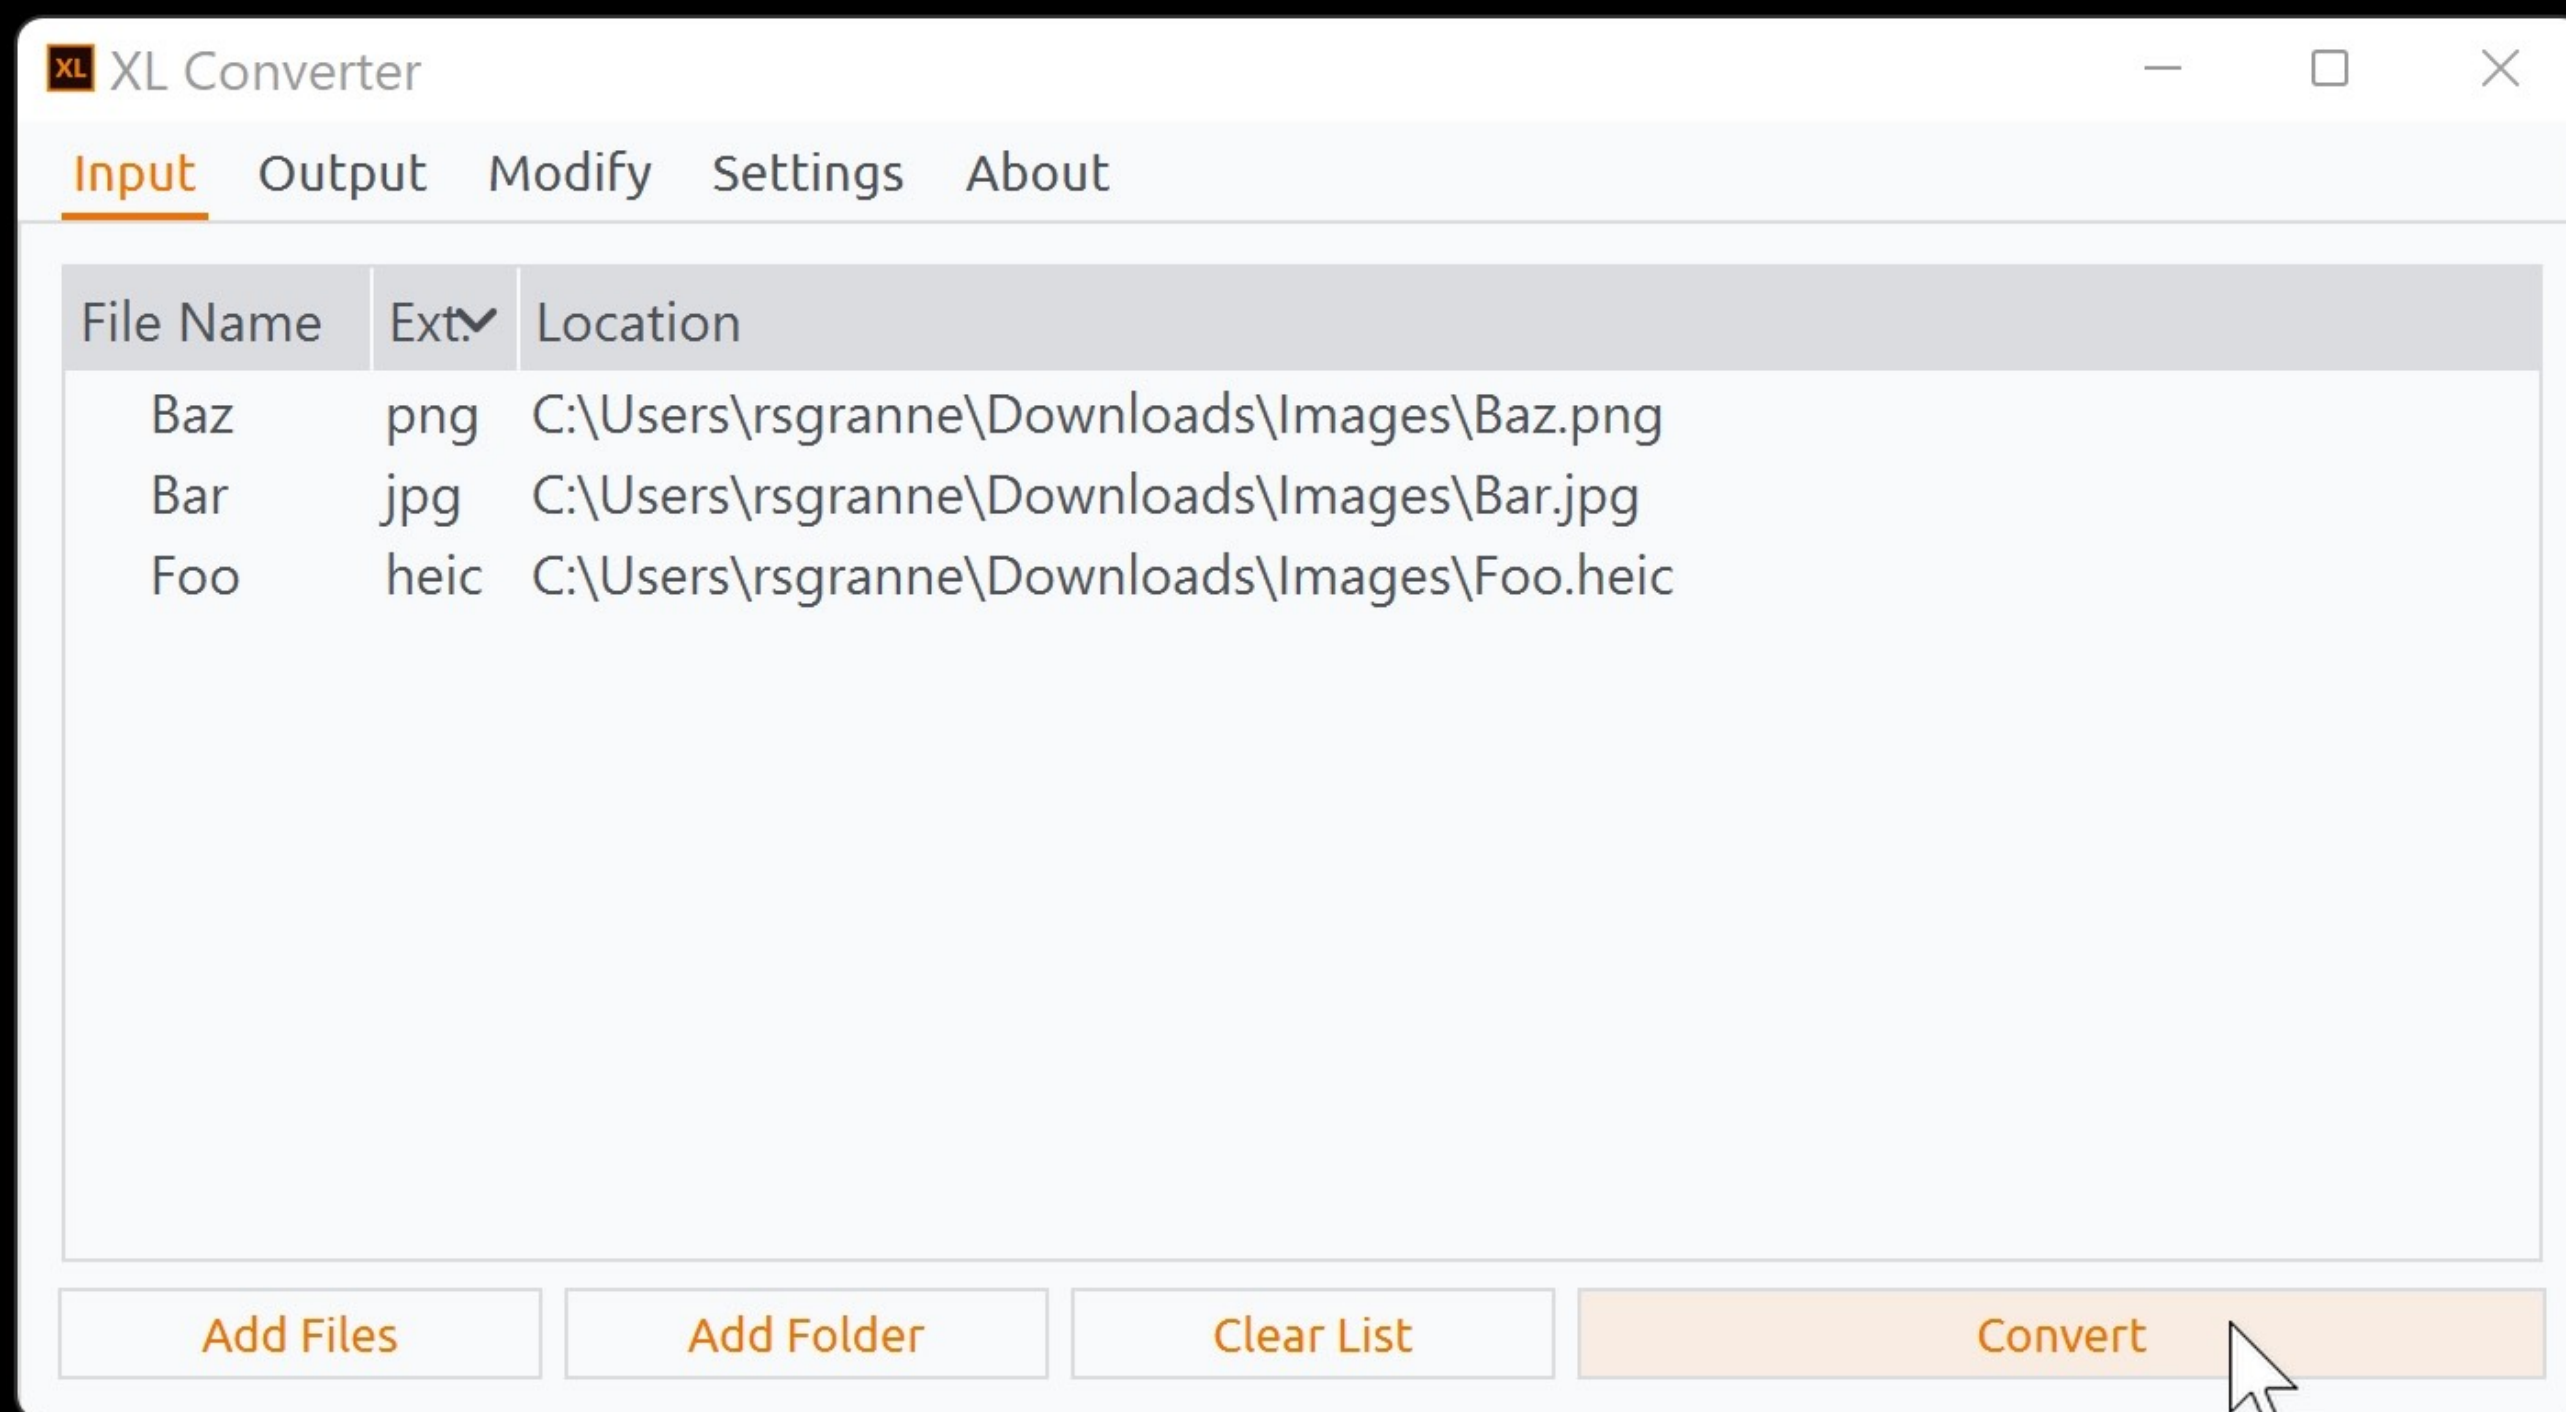 XL XL Converter
Input Output Modify Settings About
File Name Ext. Location
Baz png C:\Users\rsgranne\Downloads\Images\Baz.png
Bar jpg C:\Users\rsgranne\Downloads\Images\Bar.jpg
Foo heic C:\Users\rsgranne\Downloads\Images\Foo.heic
Add Files Add Folder Clear List Convert